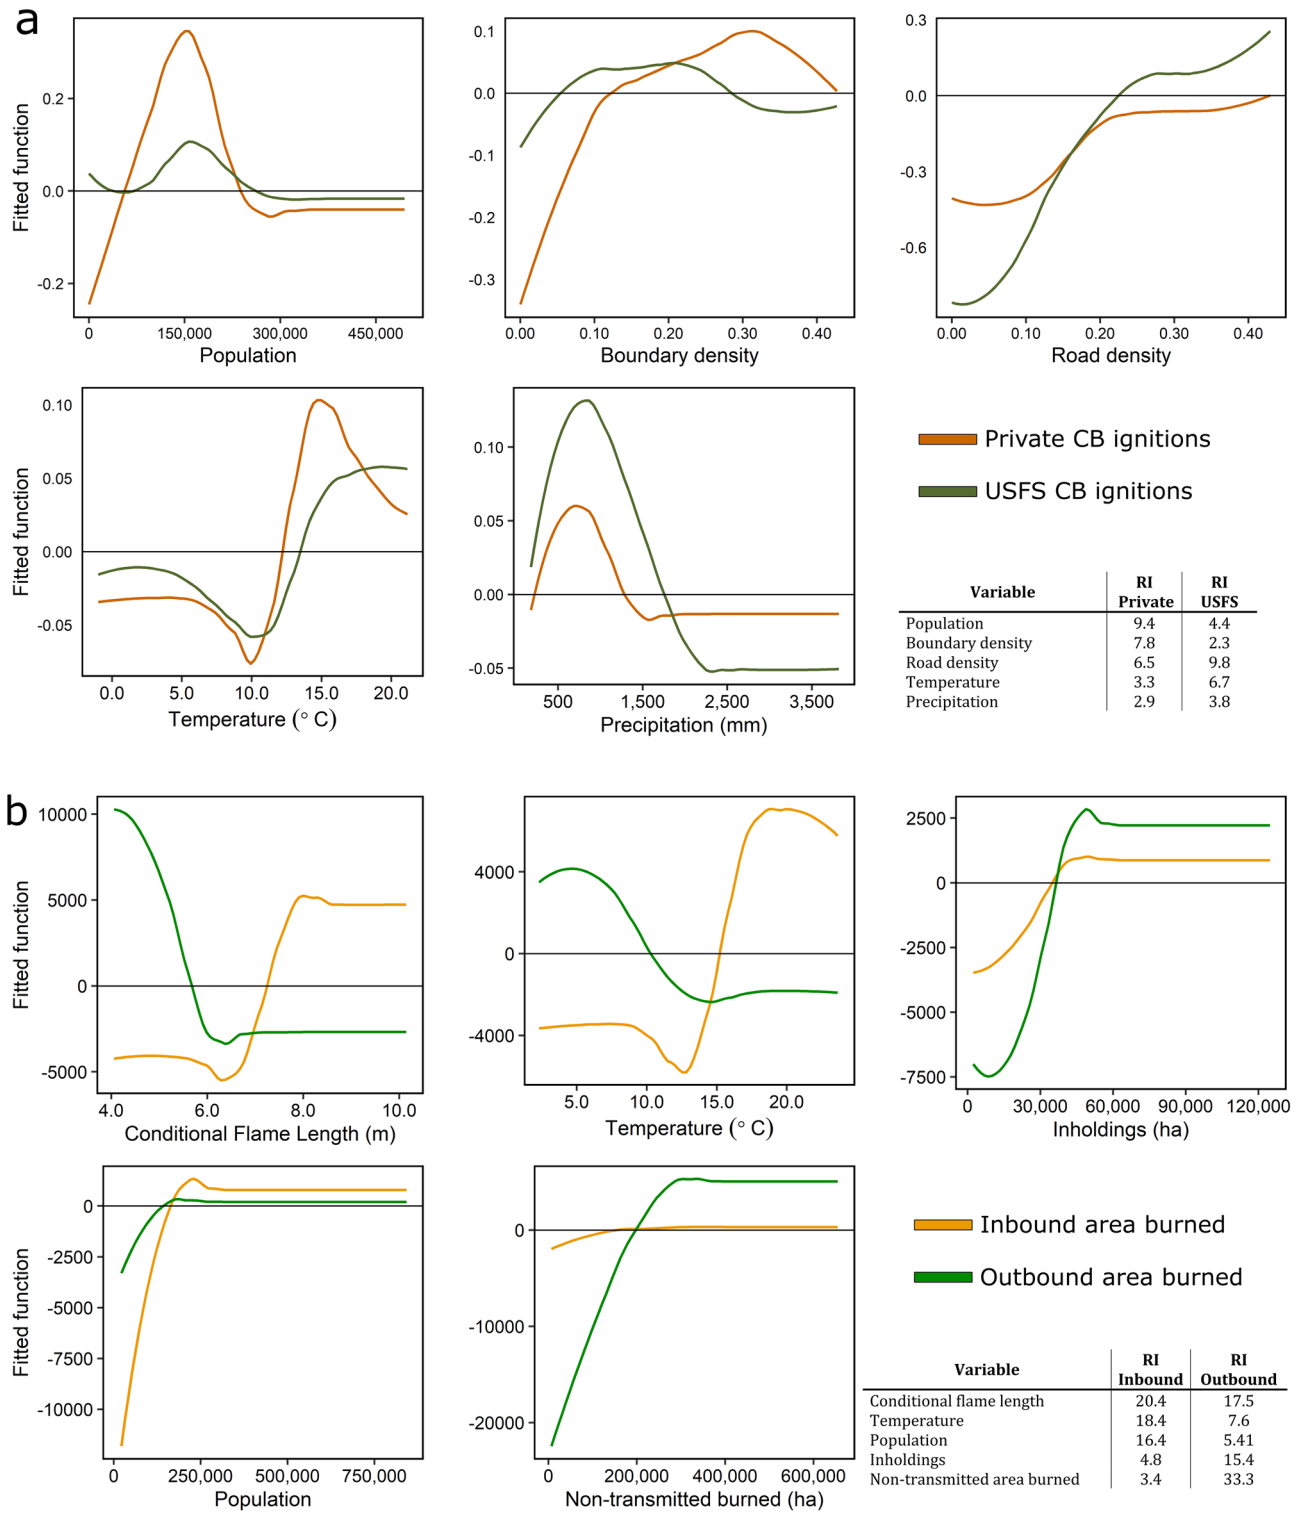 a
Fitted function
0.2
0.0
-0.2
0
150,000
300,000
450,000
Population
0.1
0.0
-0.1
-0.2
-0.3
0.00
0.10
0.20
0.30
0.40
Boundary density
0.3
0.0
-0.3
-0.6
0.00
0.10
0.20
0.30
0.40
Road density
Fitted function
0.10
0.05
0.00
-0.05
0.0
5.0
10.0
15.0
20.0
Temperature (° C)
0.10
0.05
0.00
-0.05
500
1,500
2,500
3,500
Precipitation (mm)
Private CB ignitions
USFS CB ignitions
Variable RI Private RI USFS
Population 9.4 4.4
Boundary density 7.8 2.3
Road density 6.5 9.8
Temperature 3.3 6.7
Precipitation 2.9 3.8
b
Fitted function
10000
5000
0
-5000
4.0
6.0
8.0
10.0
Conditional Flame Length (m)
4000
0
-4000
5.0
10.0
15.0
20.0
Temperature (° C)
2500
0
-2500
-5000
-7500
0
30,000
60,000
90,000
120,000
Inholdings (ha)
Fitted function
0
-2500
-5000
-7500
-10000
0
250,000
500,000
750,000
Population
0
-10000
-20000
0
200,000
400,000
600,000
Non-transmitted burned (ha)
Inbound area burned
Outbound area burned
Variable RI Inbound RI Outbound
Conditional flame length 20.4 17.5
Temperature 18.4 7.6
Population 16.4 5.41
Inholdings 4.8 15.4
Non-transmitted area burned 3.4 33.3